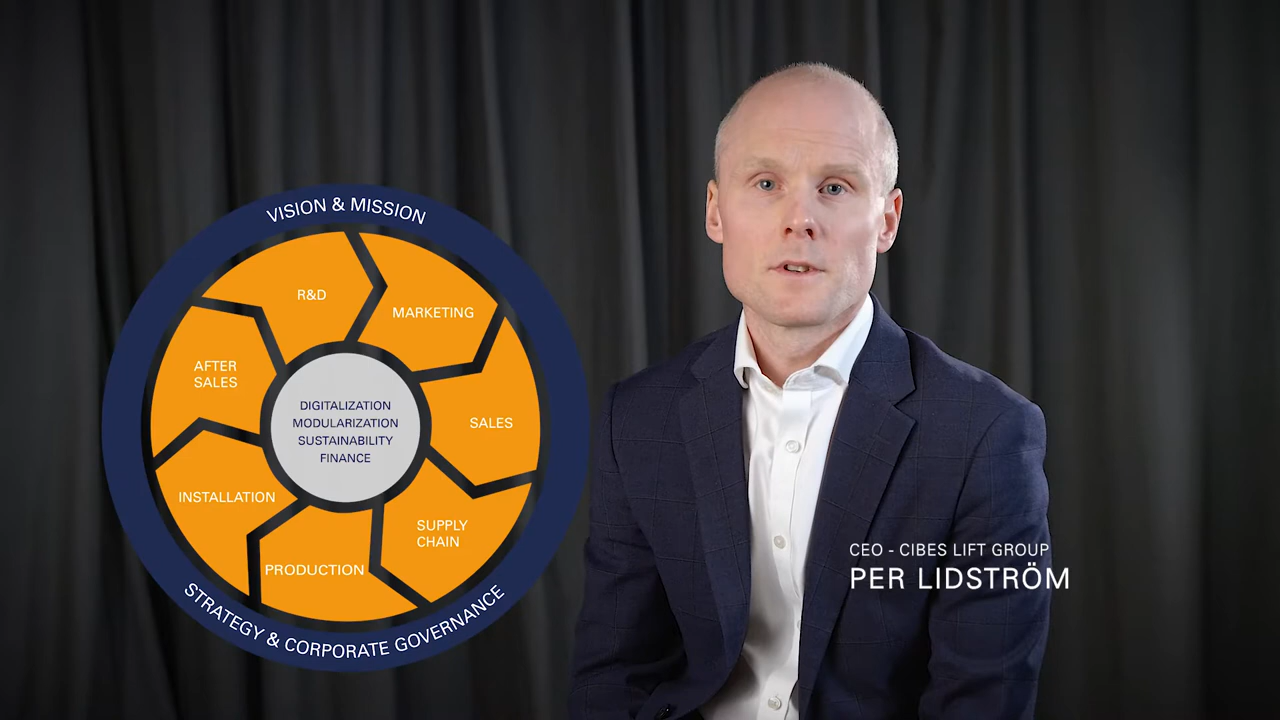 VISION & MISSION
R&D
MARKETING
AFTER
SALES
SALES
DIGITALIZATION
MODULARIZATION
SUSTAINABILITY
FINANCE
INSTALLATION
SUPPLY
CHAIN
PRODUCTION
STRATEGY & CORPORATE GOVERNANCE
CEO - CIBES LIFT GROUP
PER LIDSTRÖM